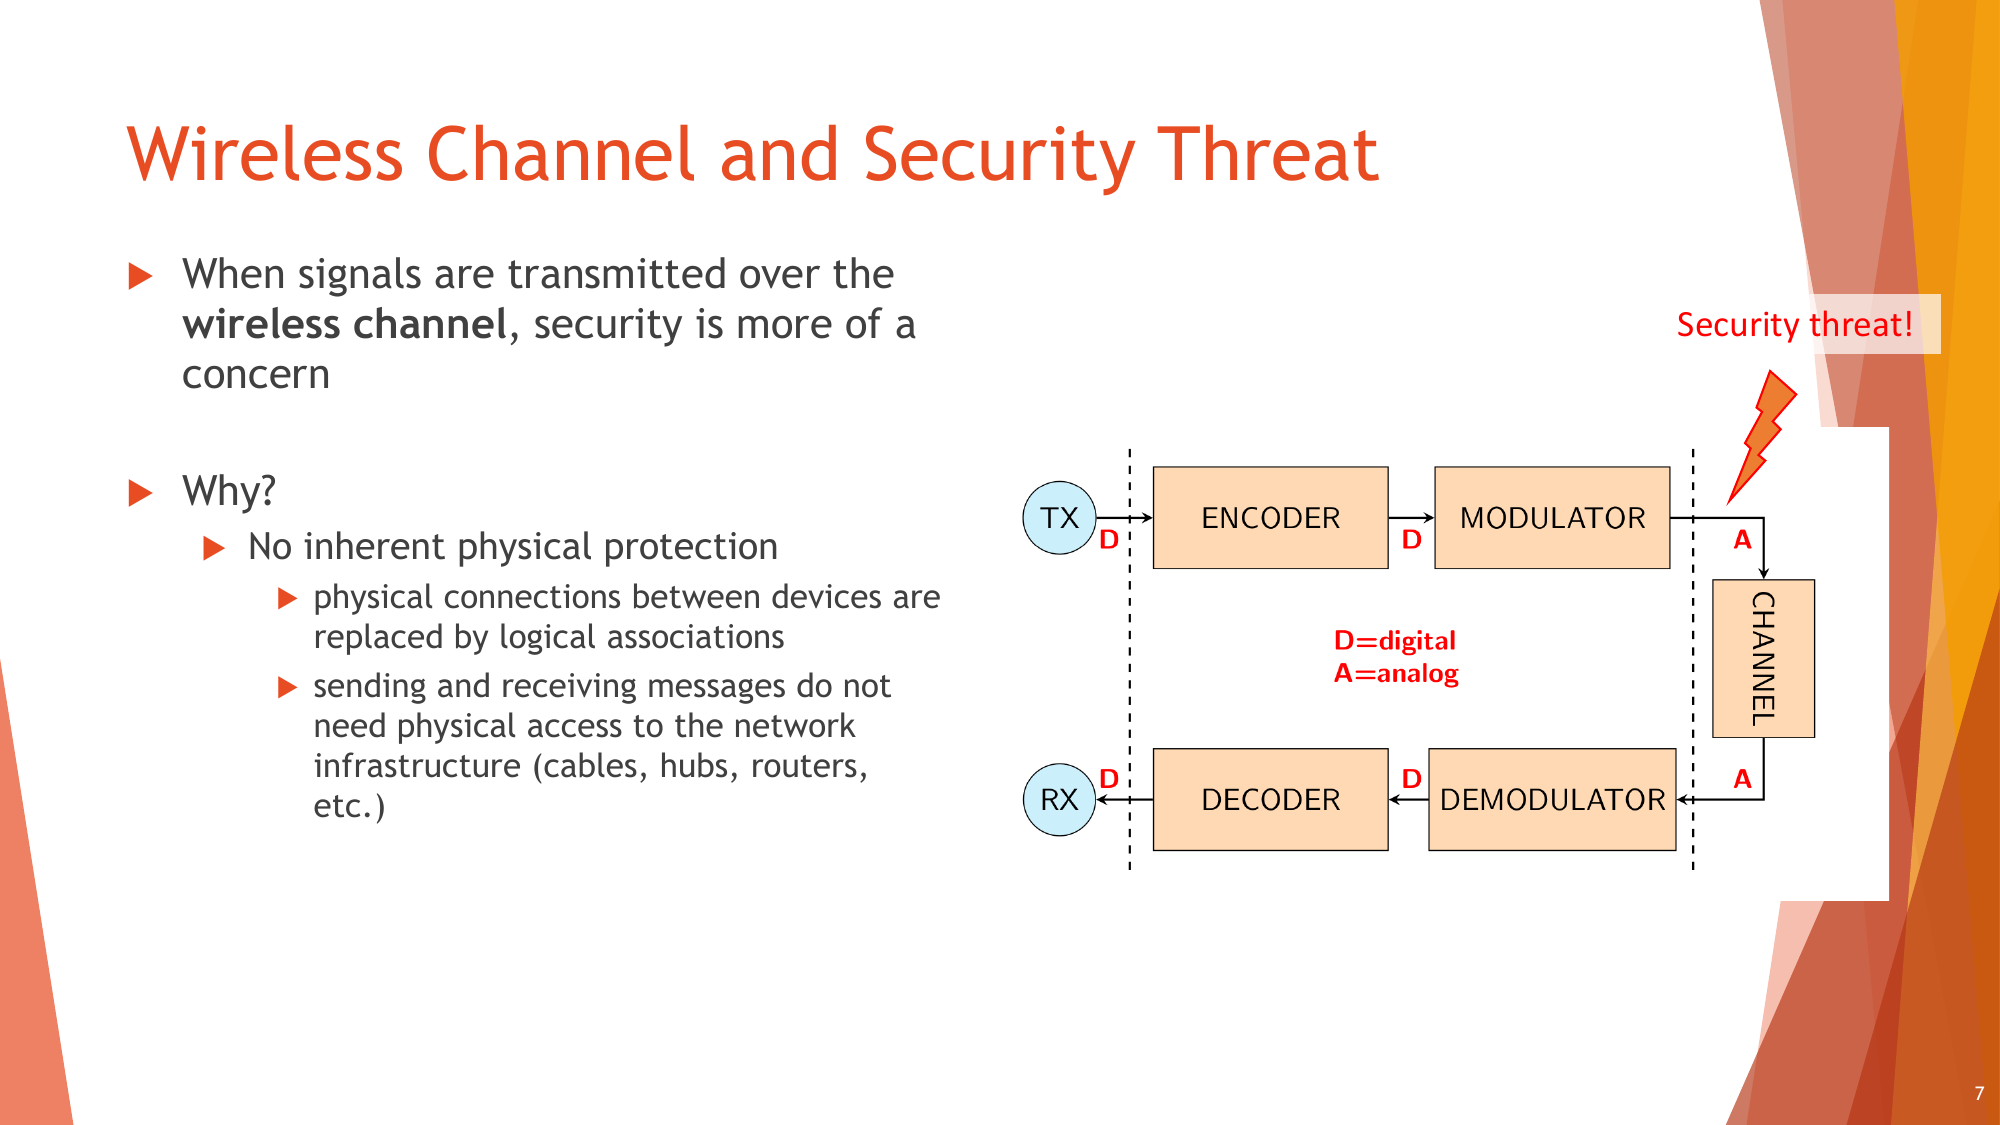 Wireless Channel and Security Threat
When signals are transmitted over the
wireless channel, security is more of a
concern
Why?
No inherent physical protection
physical connections between devices are
replaced by logical associations
sending and receiving messages do not
need physical access to the network
infrastructure (cables, hubs, routers,
etc.)
Security threat!
TX
D
ENCODER
D
MODULATOR
A
CHANNEL
D=digital
A=analog
RX
D
DECODER
D
DEMODULATOR
A
7